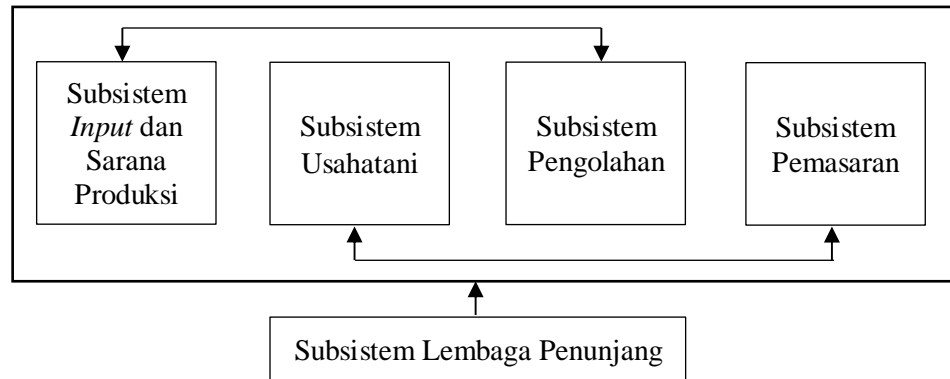 Subsistem
Input dan
Sarana
Produksi
Subsistem
Usahatani
Subsistem
Pengolahan
Subsistem
Pemasaran
Subsistem Lembaga Penunjang